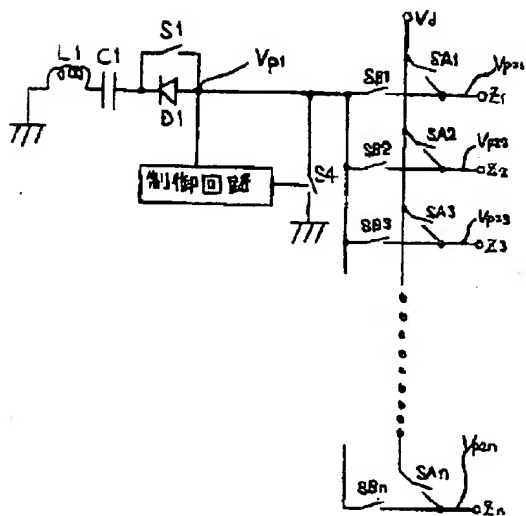 Vd
L1
C1
S1
Vp1
D1
制御回路
S4
SB1
SA1
Vpz1
Z1
SB2
SA2
Vpz2
Z2
SB3
SA3
Vpz3
Z3
SBn
SAn
Vpzn
Zn